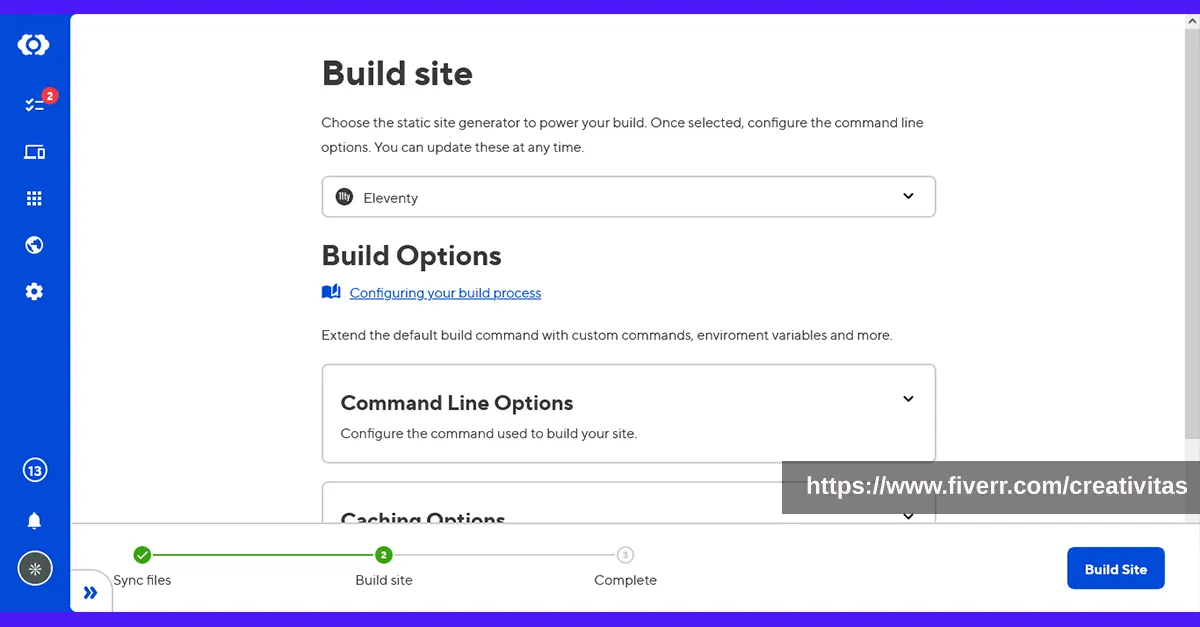 2
Build site
Choose the static site generator to power your build. Once selected, configure the command line
options. You can update these at any time.
11ty
Eleventy
Build Options
Configuring your build process
Extend the default build command with custom commands, enviroment variables and more.
Command Line Options
Configure the command used to build your site.
13
https://www.fiverr.com/creativitas
Caching Options
2
3
Sync files
Build site
Complete
Build Site